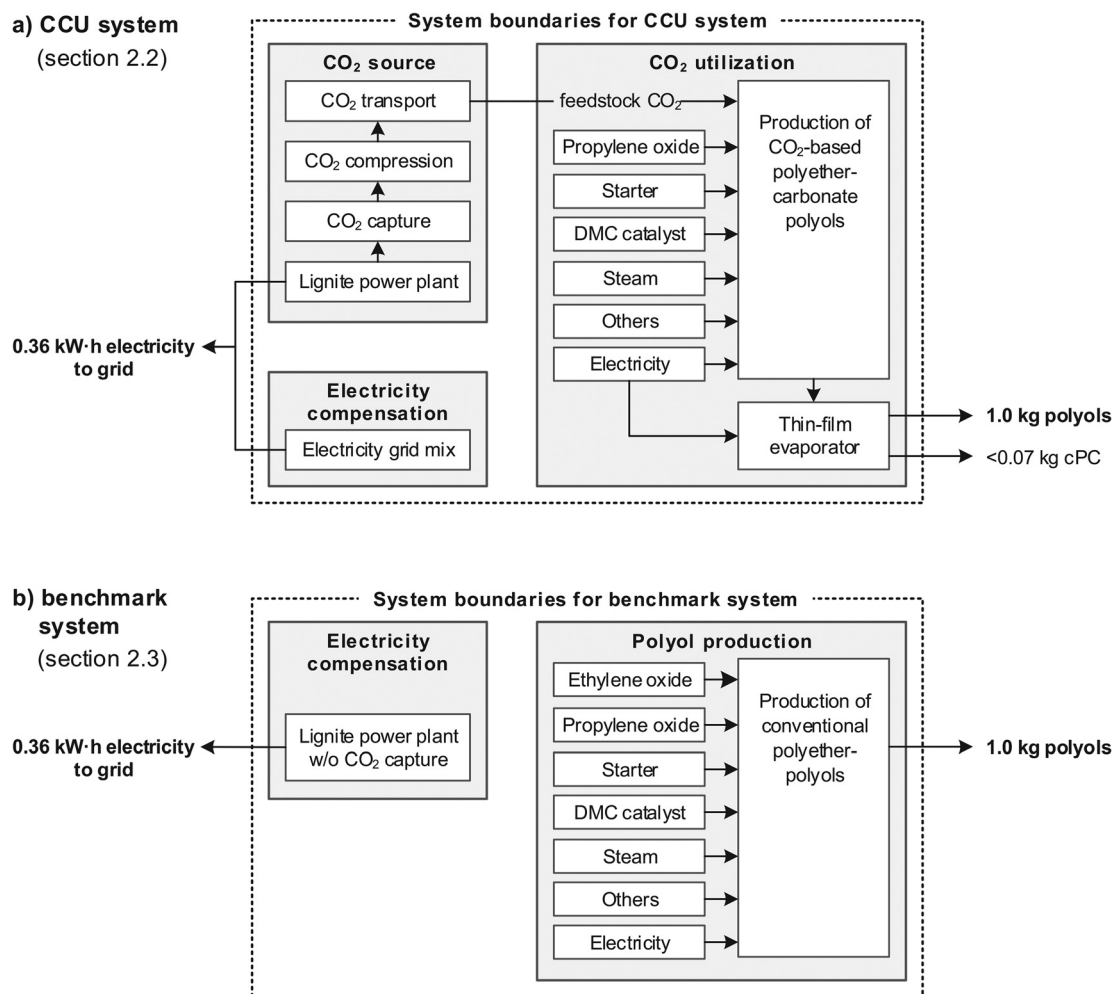 a) CCU system
(section 2.2)
System boundaries for CCU system
CO₂ source
CO₂ transport
CO₂ compression
CO₂ capture
Lignite power plant
0.36 kW·h electricity
to grid
Electricity
compensation
Electricity grid mix
CO₂ utilization
feedstock CO₂
Propylene oxide
Starter
DMC catalyst
Steam
Others
Electricity
Production of
CO₂-based
polyether-
carbonate
polyols
Thin-film
evaporator
1.0 kg polyols
<0.07 kg cPC
b) benchmark
system
(section 2.3)
System boundaries for benchmark system
Electricity
compensation
Lignite power plant
w/o CO₂ capture
0.36 kW·h electricity
to grid
Polyol production
Ethylene oxide
Propylene oxide
Starter
DMC catalyst
Steam
Others
Electricity
Production of
conventional
polyether-
polyols
1.0 kg polyols